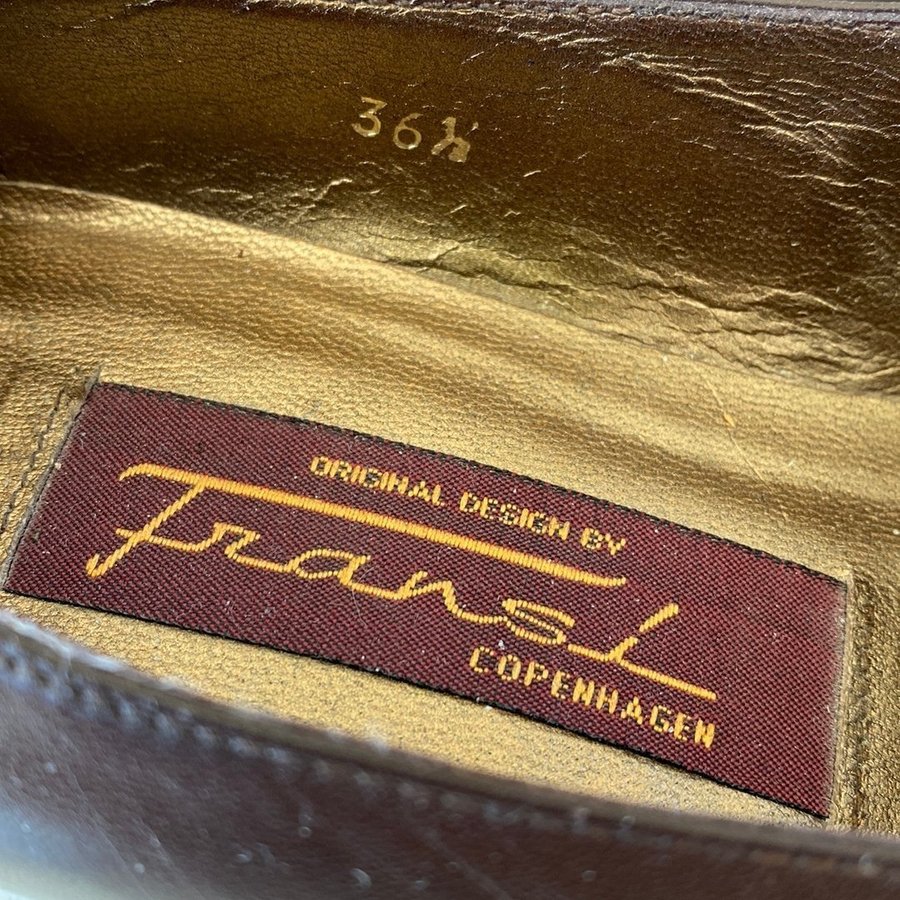 36½
ORIGINAL DESIGN BY
Frans L
COPENHAGEN